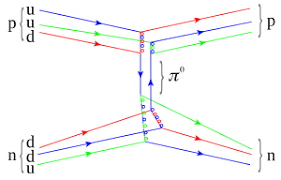 u
p { u } p
d
} π⁰
d
n { d } n
u